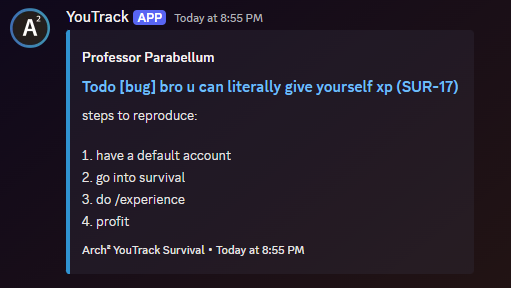 A²
YouTrack APP Today at 8:55 PM
Professor Parabellum
Todo [bug] bro u can literally give yourself xp (SUR-17)
steps to reproduce:
1. have a default account
2. go into survival
3. do /experience
4. profit
Arch² YouTrack Survival • Today at 8:55 PM